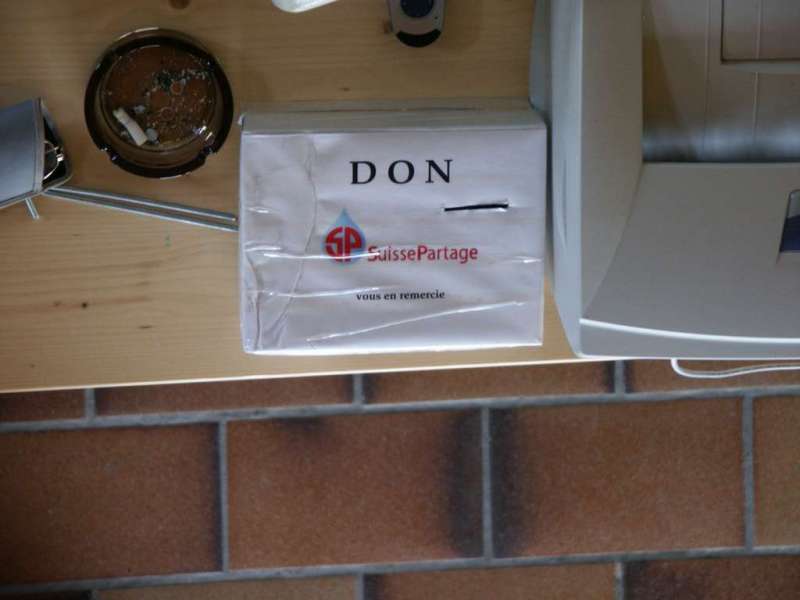 DON
SP SuissePartage
vous en remercie